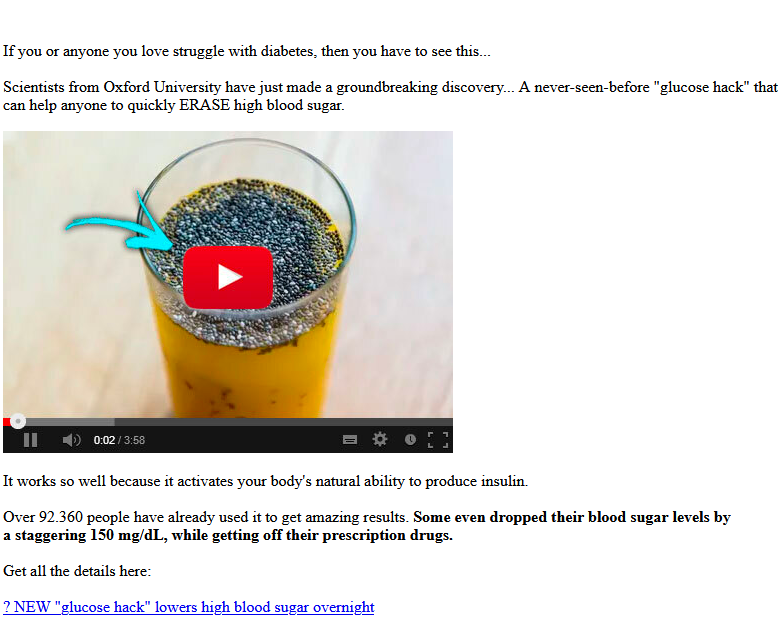 If you or anyone you love struggle with diabetes, then you have to see this...
Scientists from Oxford University have just made a groundbreaking discovery... A never-seen-before "glucose hack" that
can help anyone to quickly ERASE high blood sugar.
0:02 / 3:58
It works so well because it activates your body's natural ability to produce insulin.
Over 92.360 people have already used it to get amazing results. Some even dropped their blood sugar levels by
a staggering 150 mg/dL, while getting off their prescription drugs.
Get all the details here:
? NEW "glucose hack" lowers high blood sugar overnight